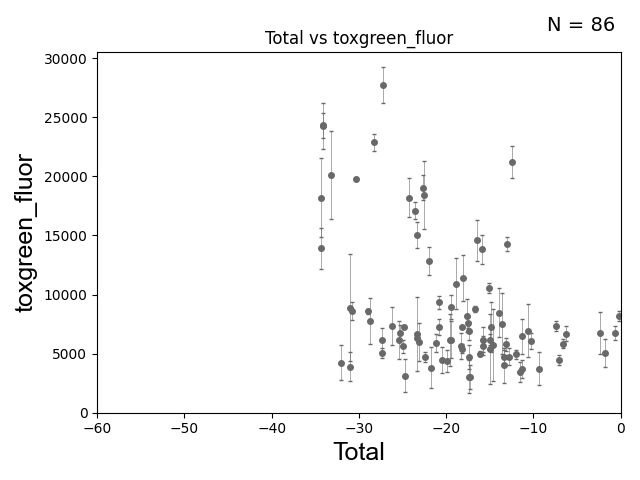 N = 86
Total vs toxgreen_fluor
toxgreen_fluor
30000
25000
20000
15000
10000
5000
0
−60 −50 −40 −30 −20 −10 0
Total